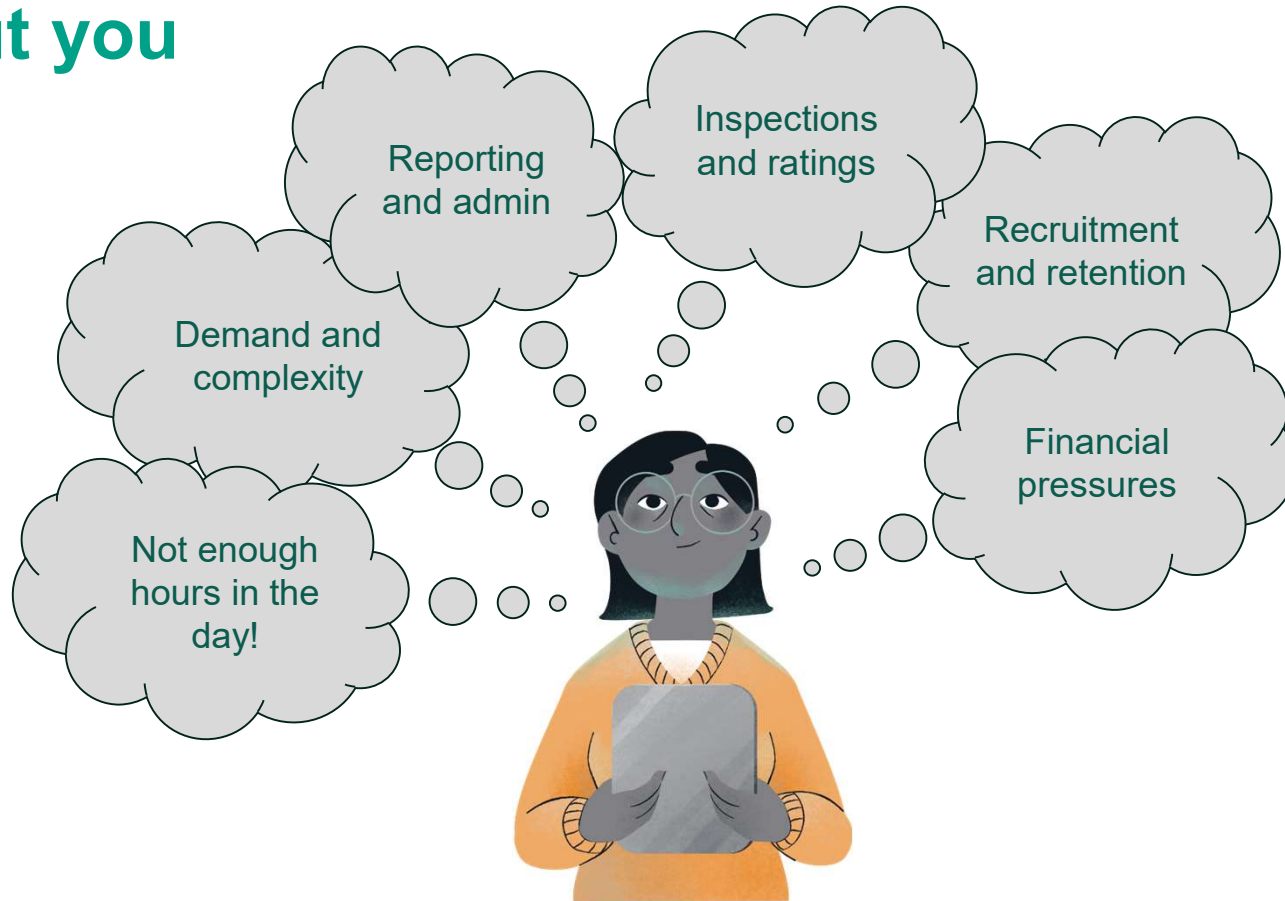 you
Not enough
hours in the
day!
Demand and
complexity
Reporting
and admin
Inspections
and ratings
Recruitment
and retention
Financial
pressures